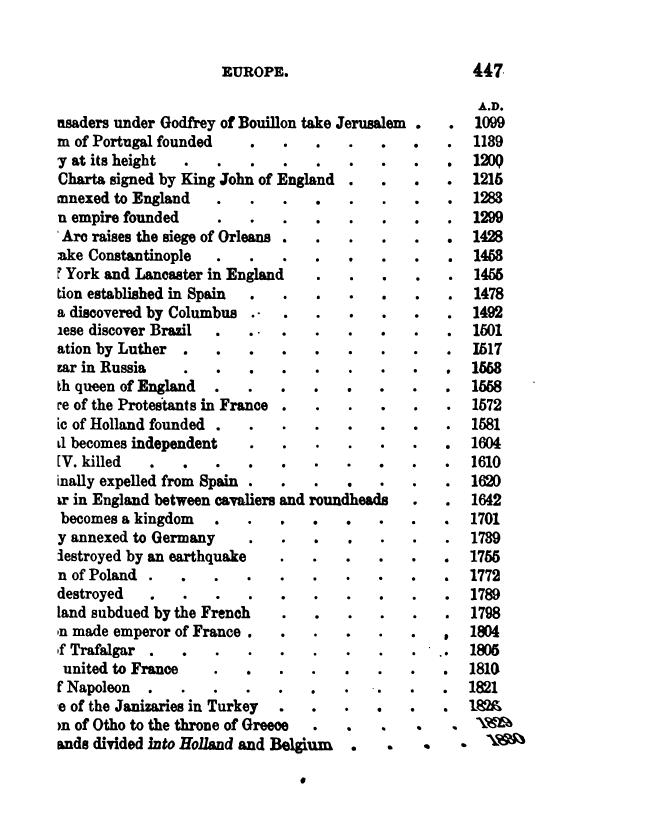 EUROPE. 447
A.D.
usaders under Godfrey of Bouillon take Jerusalem . . 1099
m of Portugal founded . . . . . . . 1139
y at its height . . . . . . . . . 1200
Charta signed by King John of England . . . . 1215
nnexed to England . . . . . . . . 1283
n empire founded . . . . . . . . 1299
Arc raises the siege of Orleans . . . . . . 1428
ake Constantinople . . . . . . . . 1453
f York and Lancaster in England . . . . . 1455
tion established in Spain . . . . . . . 1478
a discovered by Columbus . . . . . . . 1492
uese discover Brazil . . . . . . . . 1501
ation by Luther . . . . . . . . . 1517
zar in Russia . . . . . . . . . 1553
th queen of England . . . . . . . . 1558
re of the Protestants in France . . . . . . 1572
ic of Holland founded . . . . . . . . 1581
al becomes independent . . . . . . . 1604
IV. killed . . . . . . . . . . 1610
inally expelled from Spain . . . . . . . 1620
ar in England between cavaliers and roundheads . . 1642
becomes a kingdom . . . . . . . . 1701
y annexed to Germany . . . . . . . 1739
destroyed by an earthquake . . . . . . 1755
n of Poland . . . . . . . . . . 1772
destroyed . . . . . . . . . . 1789
land subdued by the French . . . . . . 1798
on made emperor of France . . . . . . . 1804
of Trafalgar . . . . . . . . . . 1805
united to France . . . . . . . . 1810
f Napoleon . . . . . . . . . . 1821
e of the Janizaries in Turkey . . . . . . 1826
on of Otho to the throne of Greece . . . . . 1829
ands divided into Holland and Belgium . . . . 1830